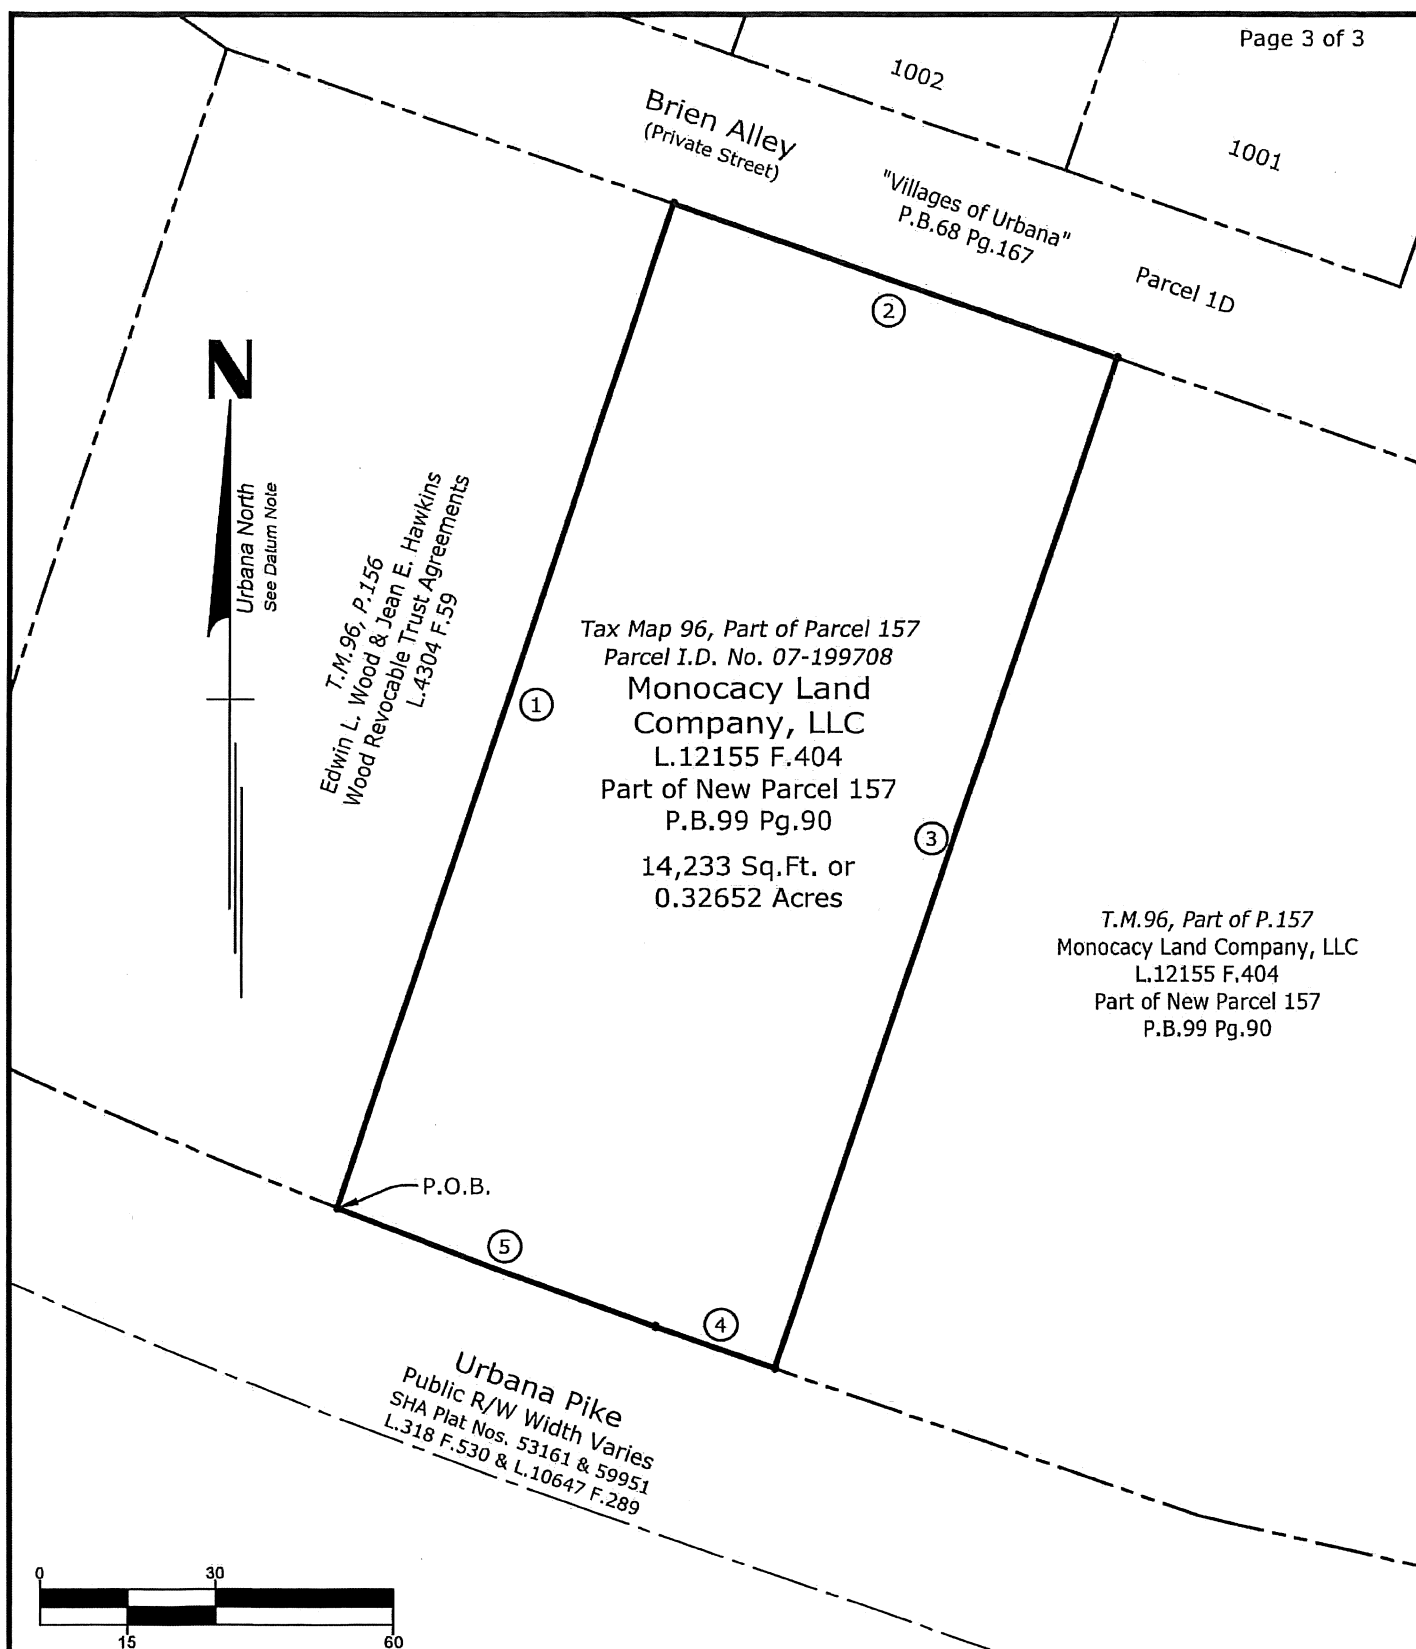 Page 3 of 3
1002
1001
Brien Alley
(Private Street)
"Villages of Urbana"
P.B.68 Pg.167
Parcel 1D
2
N
Urbana North
See Datum Note
T.M.96, P.156
Edwin L. Wood & Jean E. Hawkins
Wood Revocable Trust Agreements
L.4304 F.59
1
Tax Map 96, Part of Parcel 157
Parcel I.D. No. 07-199708
Monocacy Land
Company, LLC
L.12155 F.404
Part of New Parcel 157
P.B.99 Pg.90
14,233 Sq.Ft. or
0.32652 Acres
3
T.M.96, Part of P.157
Monocacy Land Company, LLC
L.12155 F.404
Part of New Parcel 157
P.B.99 Pg.90
P.O.B.
5
4
Urbana Pike
Public R/W Width Varies
SHA Plat Nos. 53161 & 59951
L.318 F.530 & L.10647 F.289
0 30
15 60